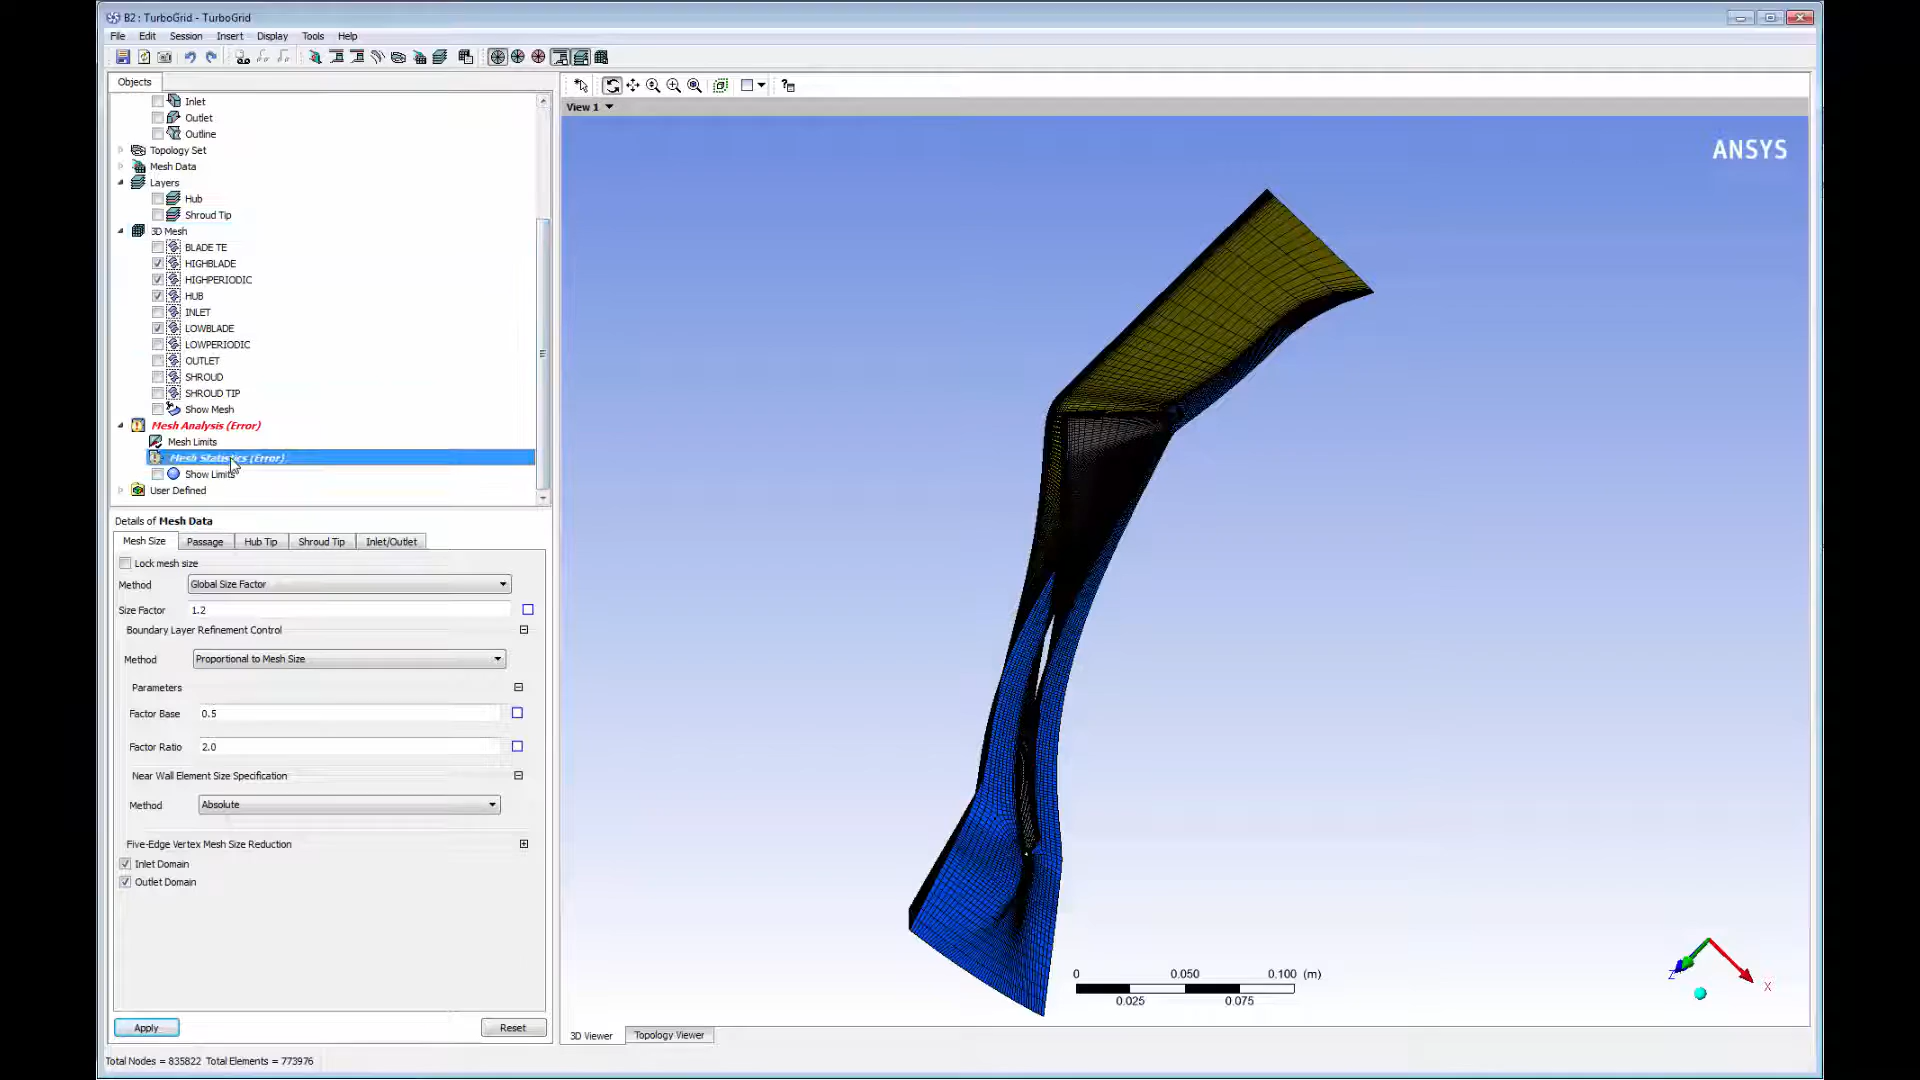 B2 : TurboGrid - TurboGrid
File Edit Session Insert Display Tools Help
Objects
Inlet
Outlet
Outline
Topology Set
Mesh Data
Layers
Hub
Shroud Tip
3D Mesh
BLADE TE
HIGHBLADE
HIGHPERIODIC
HUB
INLET
LOWBLADE
LOWPERIODIC
OUTLET
SHROUD
SHROUD TIP
Show Mesh
Mesh Analysis (Error)
Mesh Limits
Mesh Statistics (Error)
Show Limits
User Defined
Details of Mesh Data
Mesh Size Passage Hub Tip Shroud Tip Inlet/Outlet
Lock mesh size
Method Global Size Factor
Size Factor 1.2
Boundary Layer Refinement Control
Method Proportional to Mesh Size
Parameters
Factor Base 0.5
Factor Ratio 2.0
Near Wall Element Size Specification
Method Absolute
Five-Edge Vertex Mesh Size Reduction
Inlet Domain
Outlet Domain
Apply Reset
Total Nodes = 835822 Total Elements = 773976
View 1
ANSYS
0 0.050 0.100 (m)
0.025 0.075
Z X
3D Viewer Topology Viewer